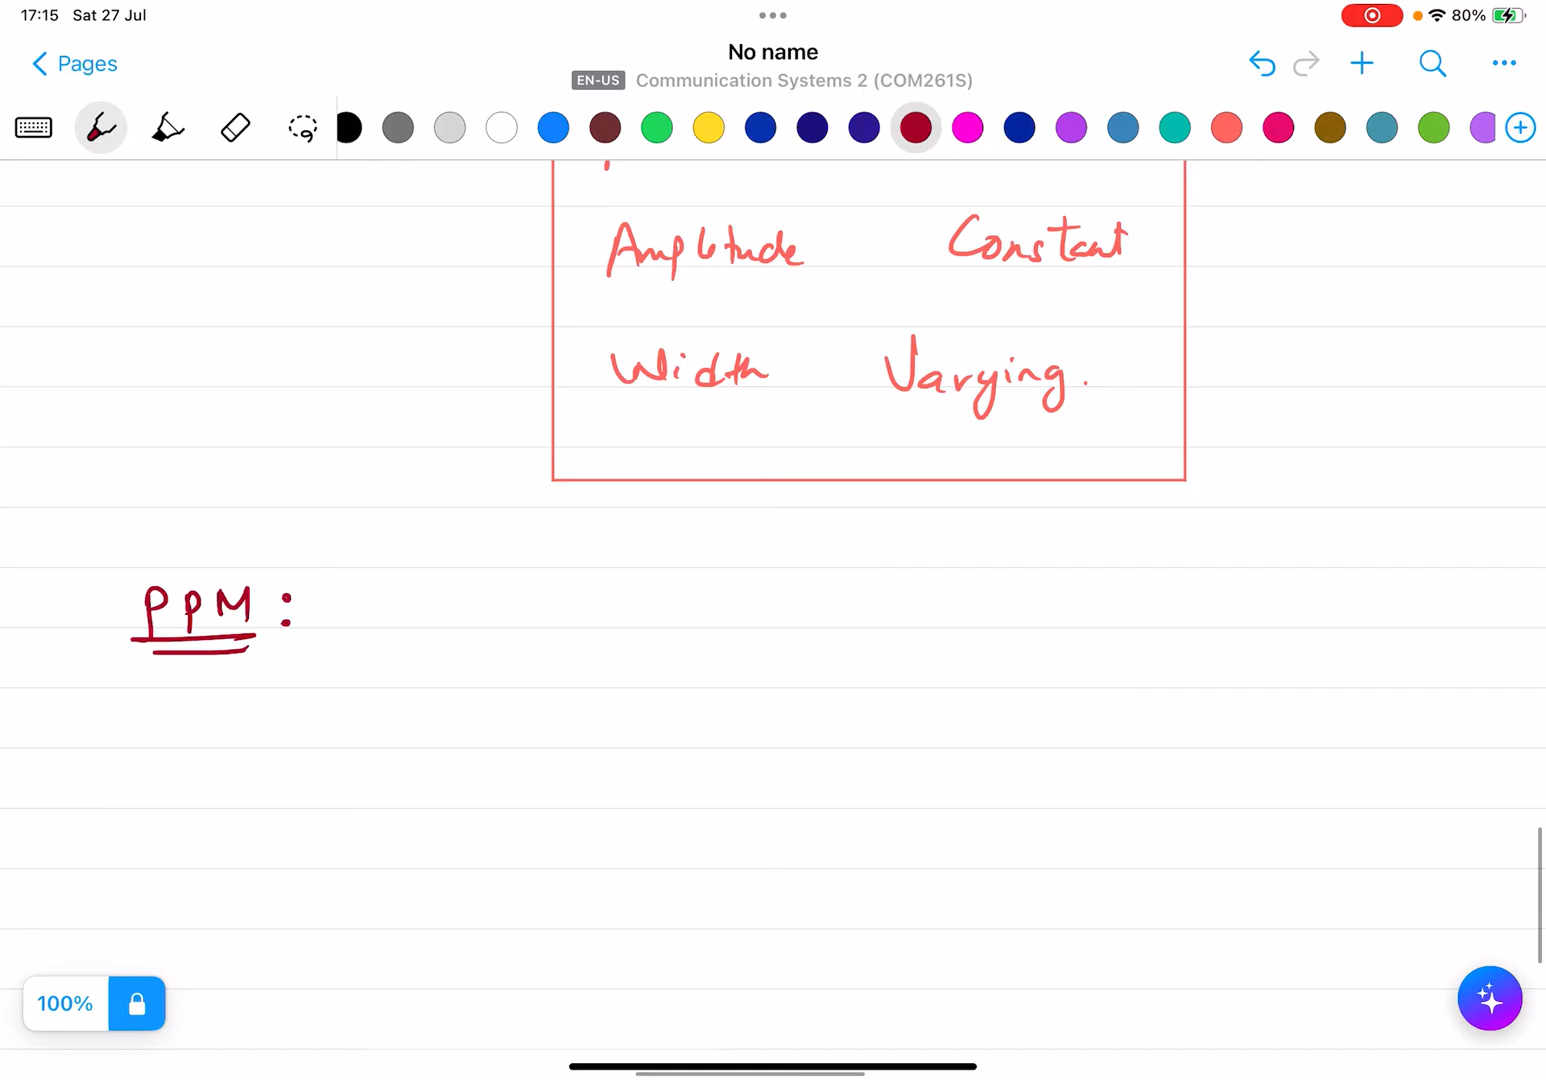 17:15 Sat 27 Jul
80%
No name
Pages
EN-US Communication Systems 2 (COM261S)
Amplitude Constant
Width Varying.
PPM :
100%